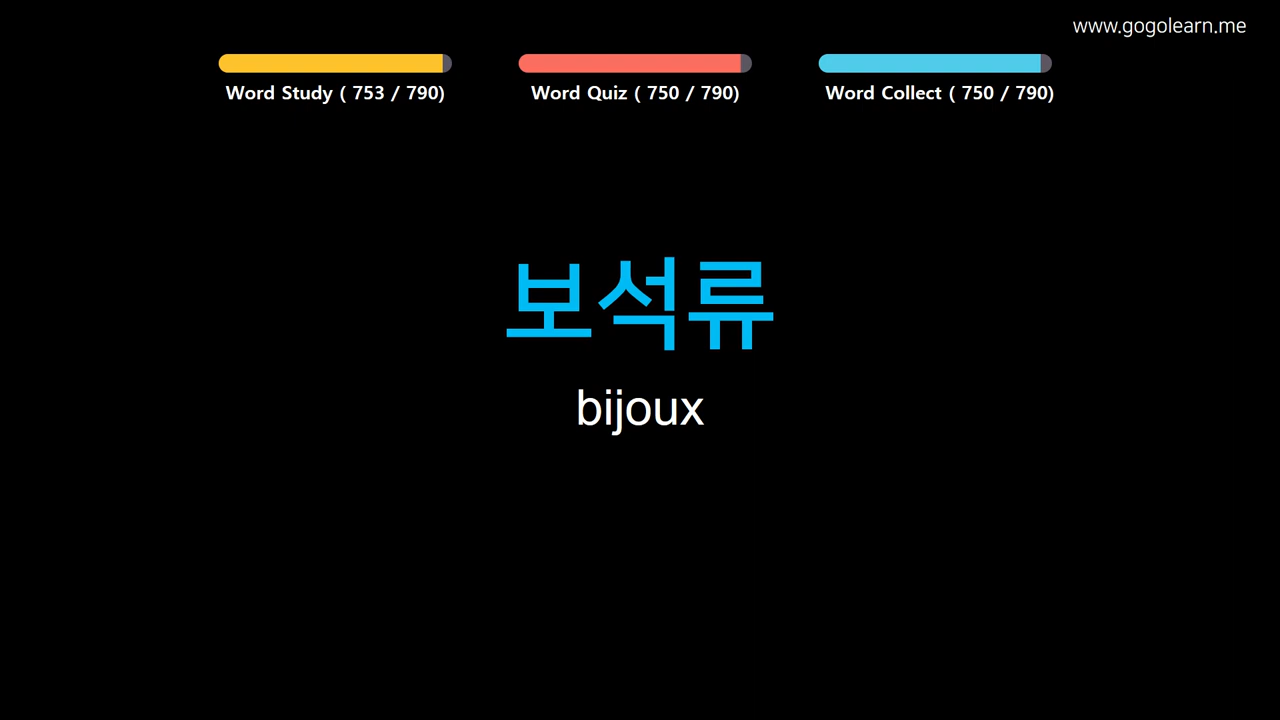 www.gogolearn.me
Word Study ( 753 / 790)
Word Quiz ( 750 / 790)
Word Collect ( 750 / 790)
보석류
bijoux